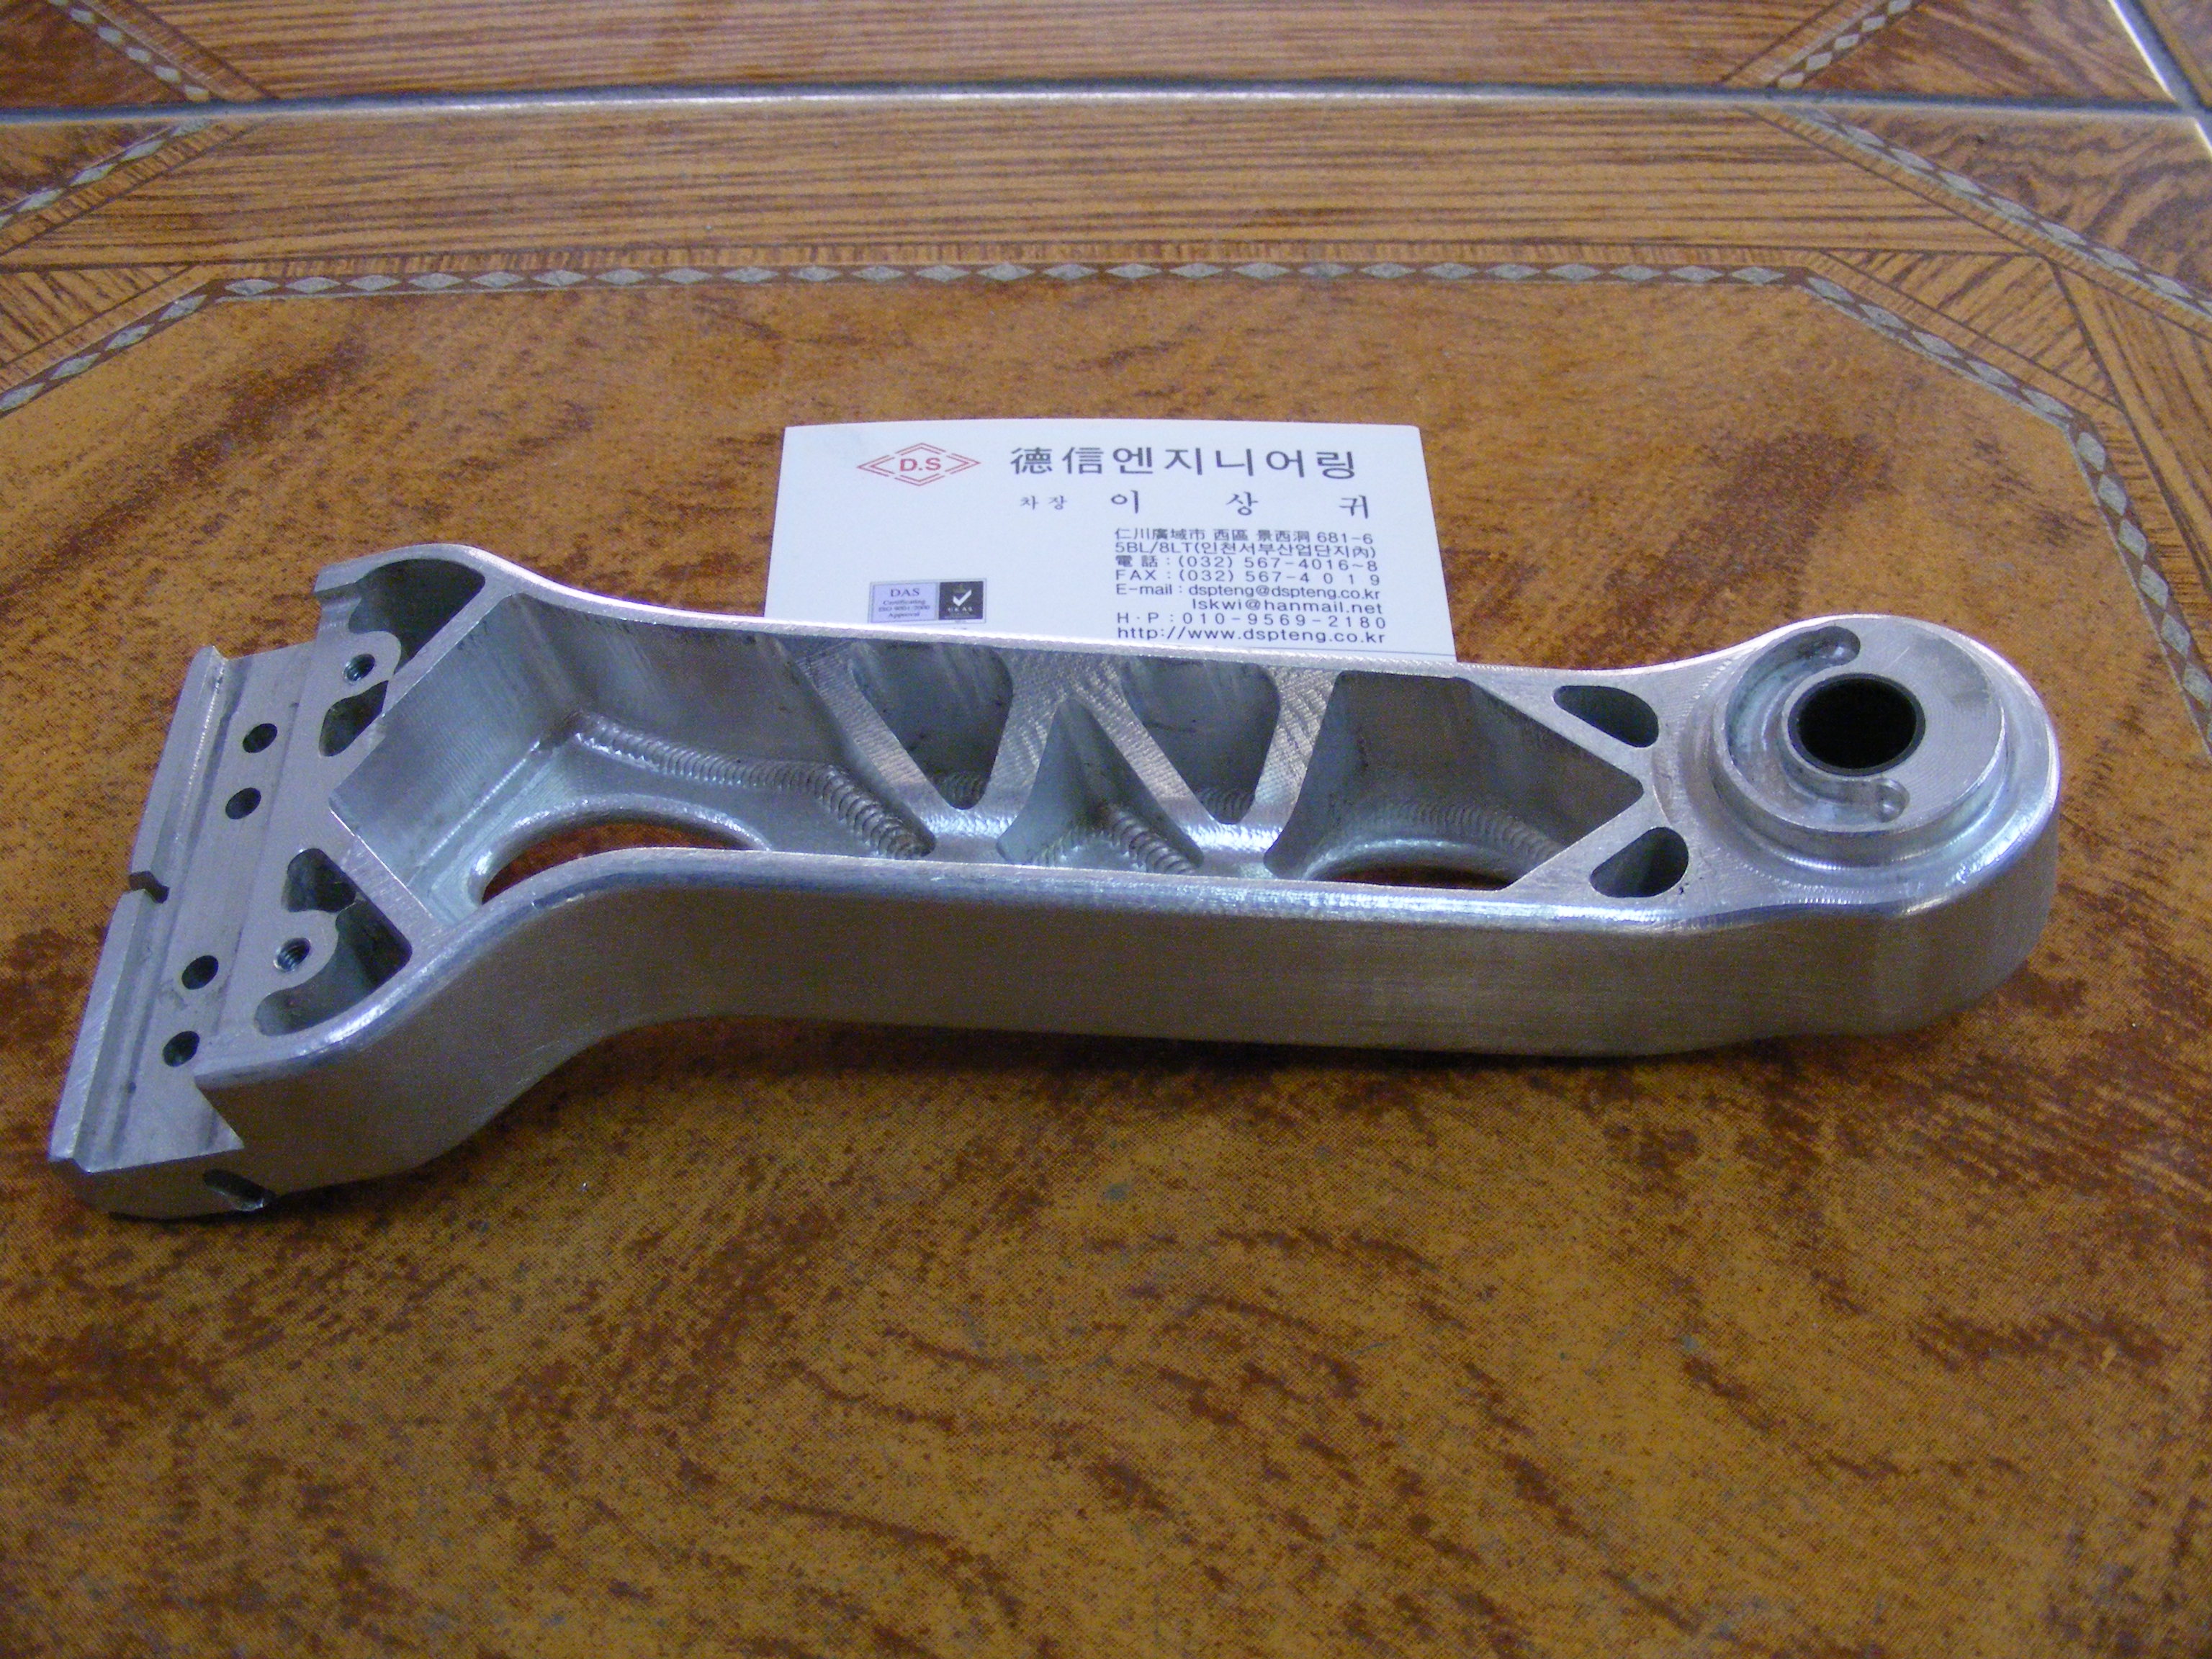 D.S
德信엔지니어링
차장 이 상 귀
仁川廣域市 西區 景西洞 681-6
5BL/8LT(인천서부산업단지內)
電話 : (032) 567-4016~8
FAX : (032) 567-4 0 1 9
E-mail : dspteng@dspteng.co.kr
lskwi@hanmail.net
H·P : 010-9569-2180
http://www.dspteng.co.kr
DAS
Certificating
ISO 9001:2000
Approval
UKAS